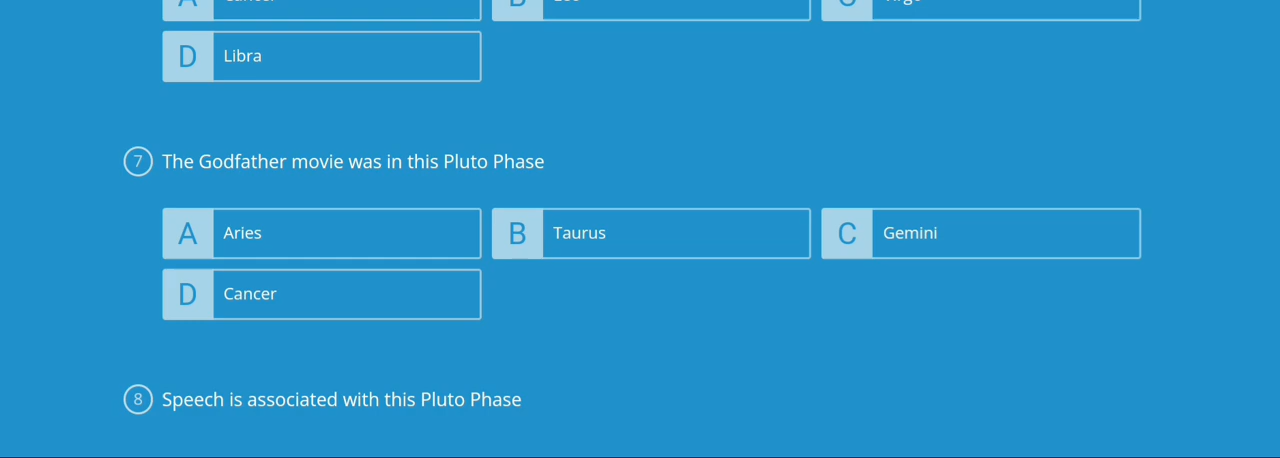 D Libra
7 The Godfather movie was in this Pluto Phase
A Aries B Taurus C Gemini
D Cancer
8 Speech is associated with this Pluto Phase